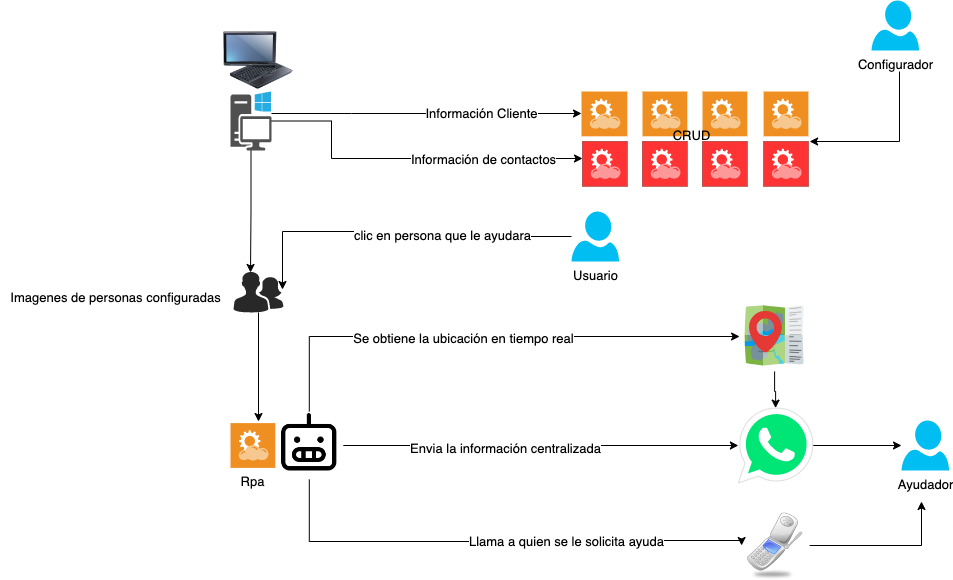 Configurador
Información Cliente
CRUD
Información de contactos
clic en persona que le ayudara
Usuario
Imagenes de personas configuradas
Se obtiene la ubicación en tiempo real
Envia la información centralizada
Rpa
Ayudador
Llama a quien se le solicita ayuda